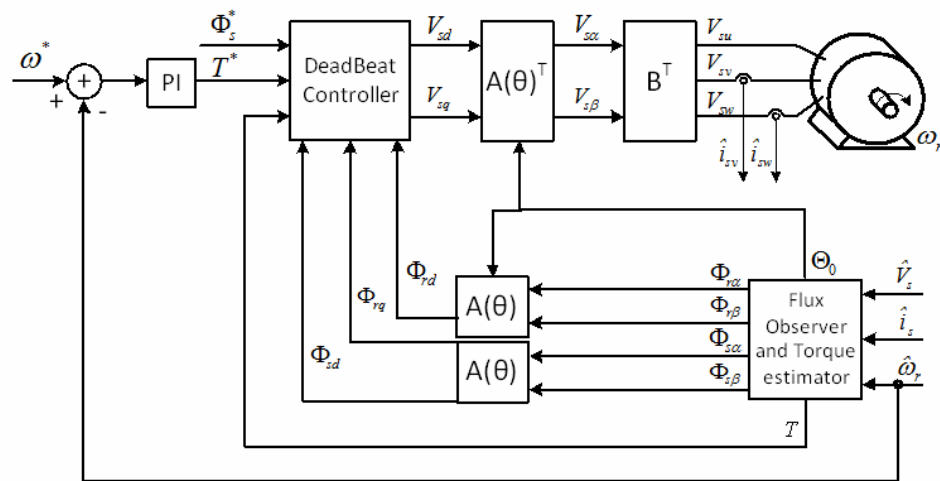 Φ*s
ω*
+
+
-
PI
T*
DeadBeat
Controller
Vsd
Vsq
A(θ)^T
Vsα
Vsβ
B^T
Vsu
Vsv
Vsw
îsv
îsw
ωr
Θ0
Φrd
Φrq
Φsd
A(θ)
A(θ)
Φrα
Φrβ
Φsα
Φsβ
Flux
Observer
and Torque
estimator
V̂s
îs
ω̂r
T